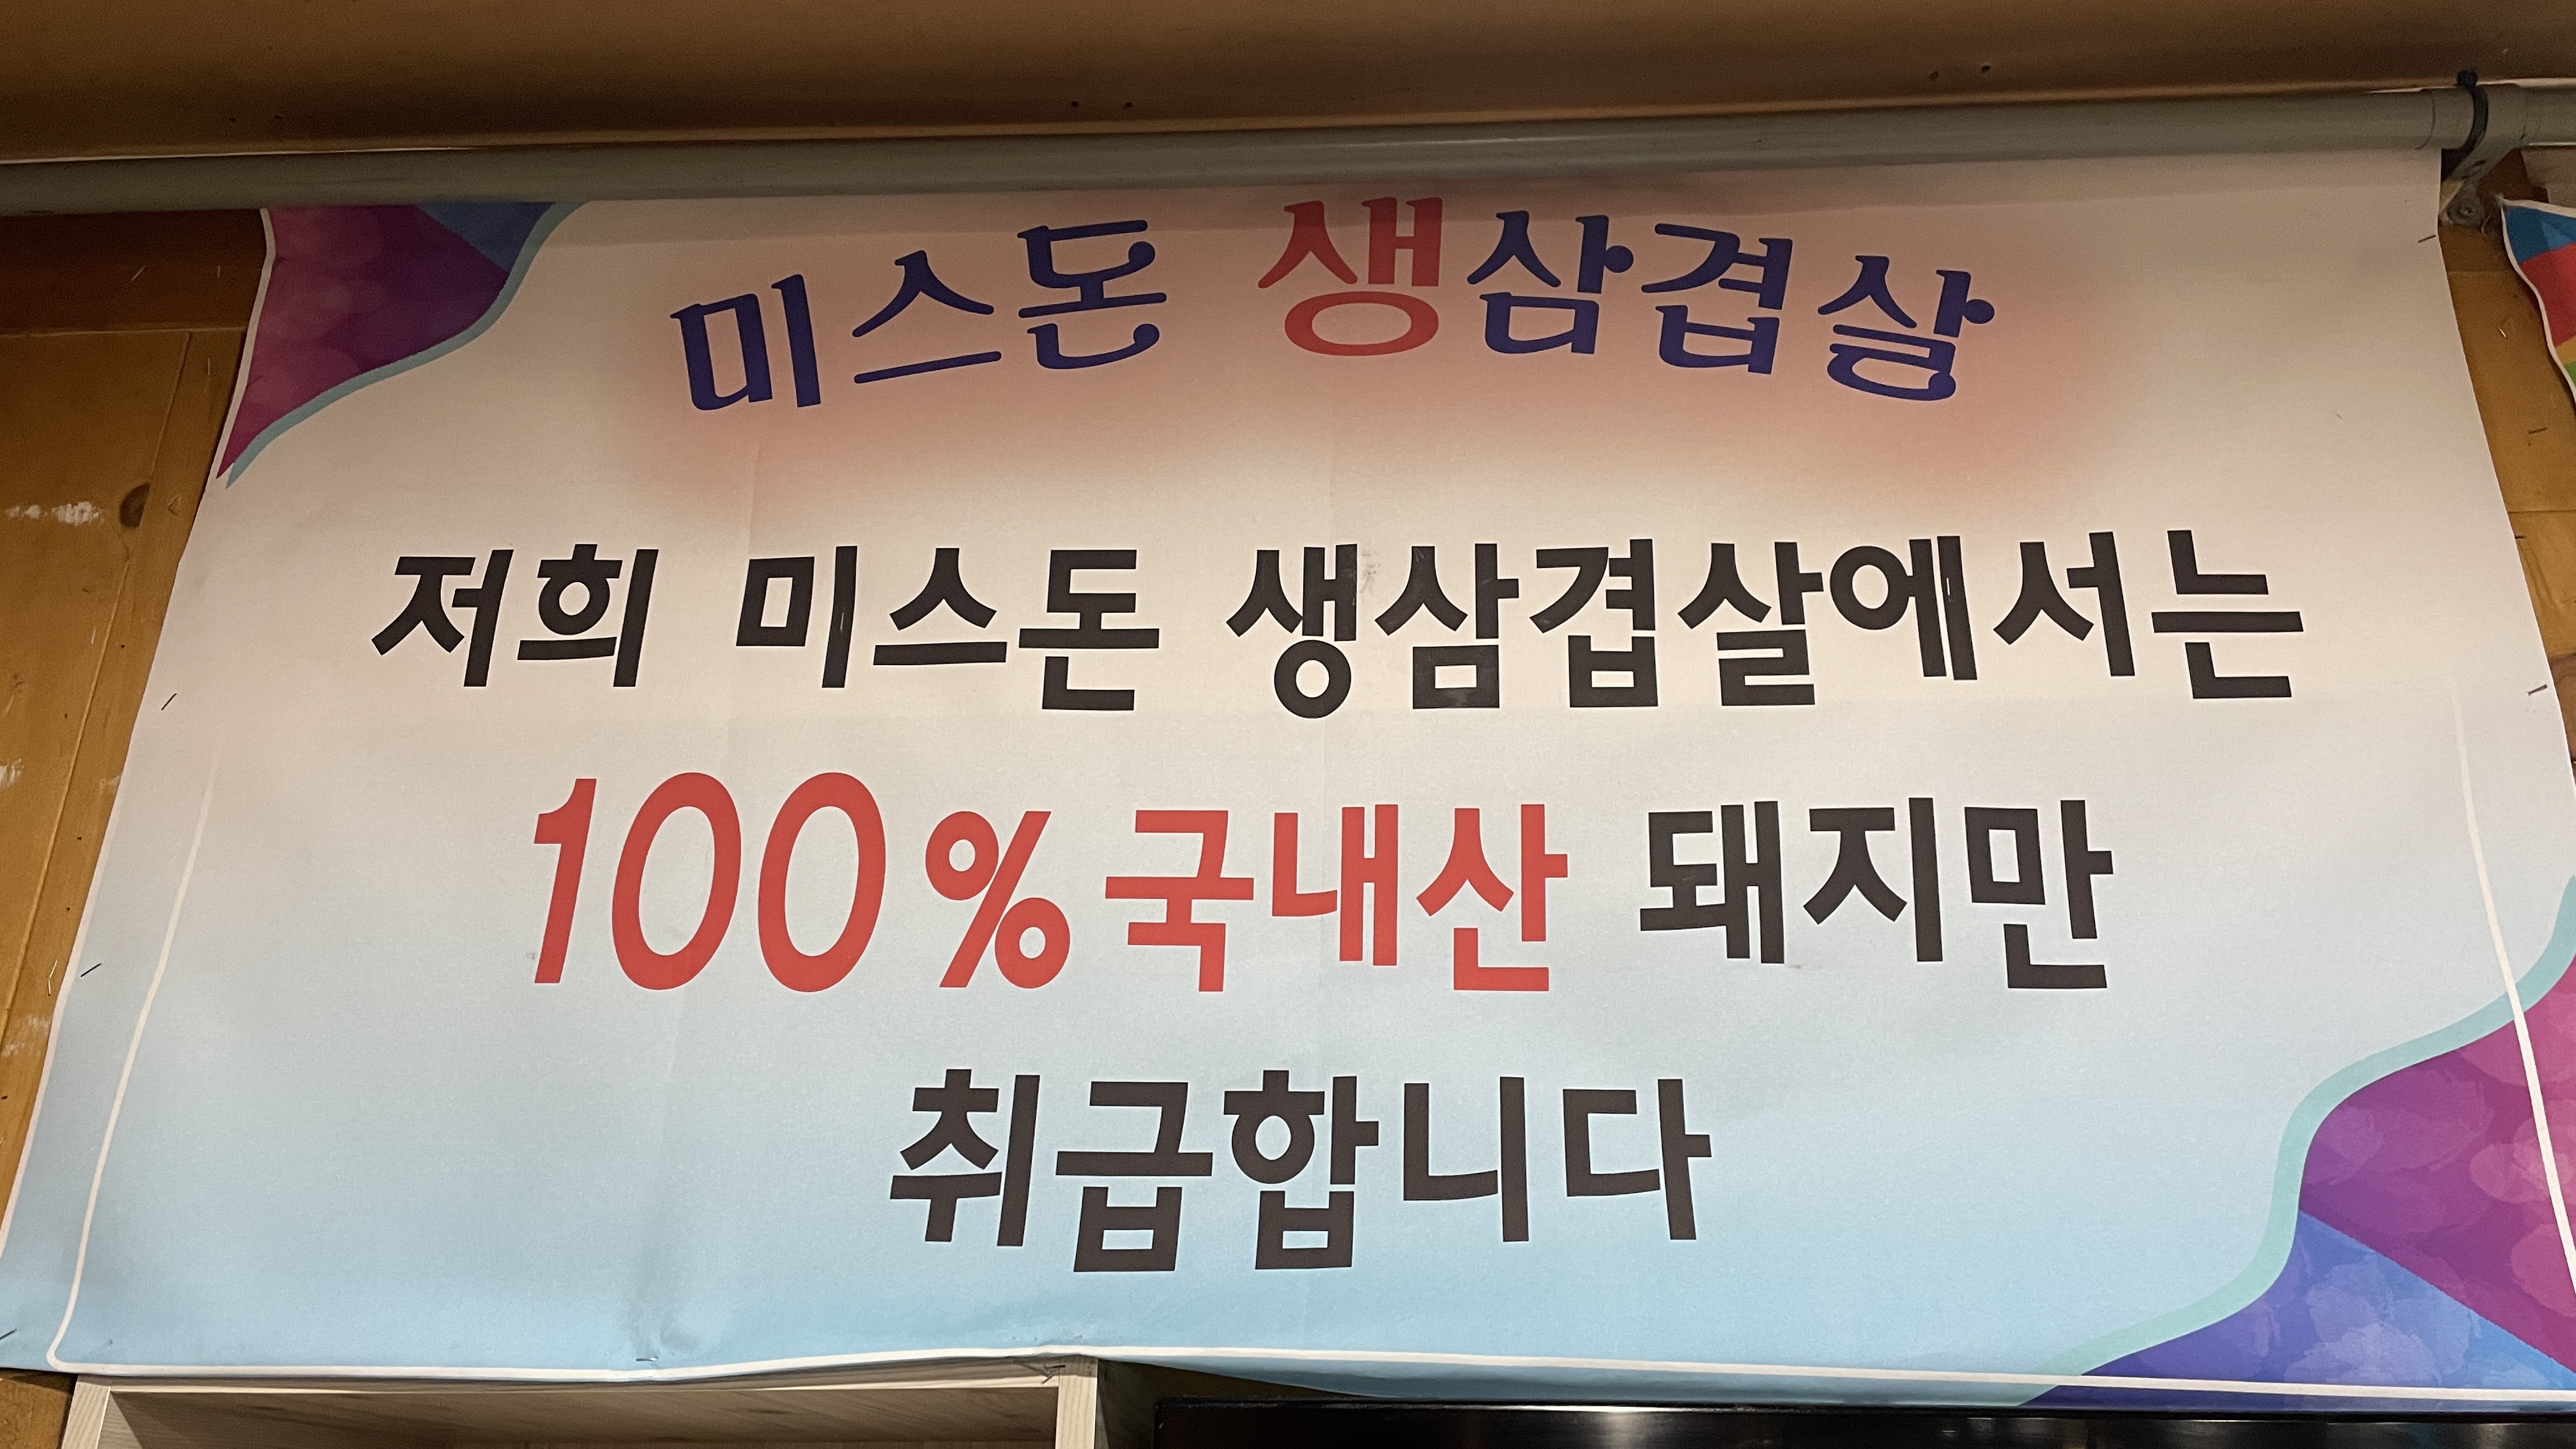 미스돈 생삼겹살
저희 미스돈 생삼겹살에서는
100%국내산 돼지만
취급합니다